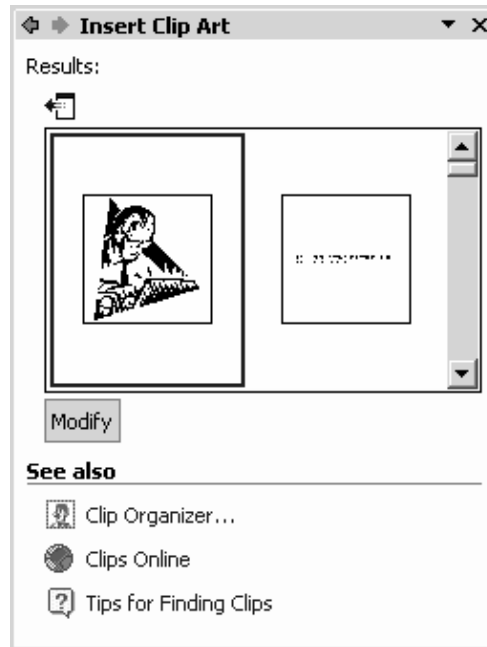 Insert Clip Art
Results:
Modify
See also
Clip Organizer...
Clips Online
Tips for Finding Clips